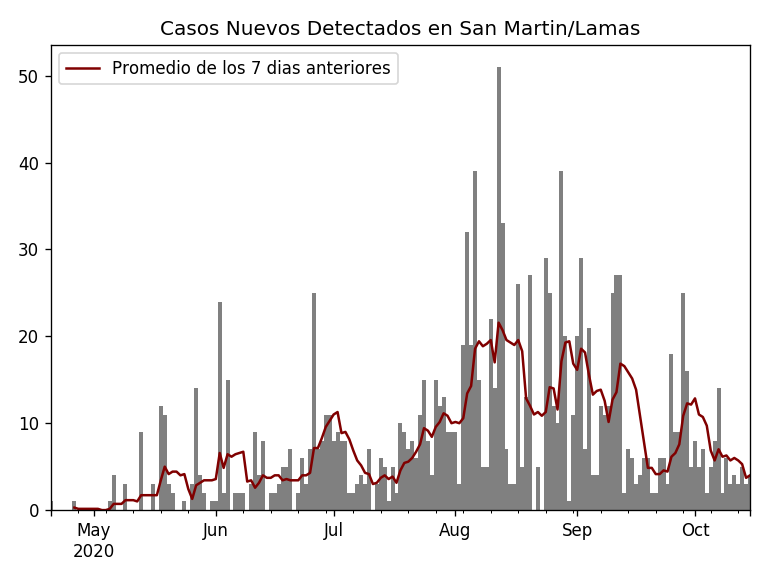 Casos Nuevos Detectados en San Martin/Lamas
Promedio de los 7 dias anteriores
50
40
30
20
10
0
May Jun Jul Aug Sep Oct
2020